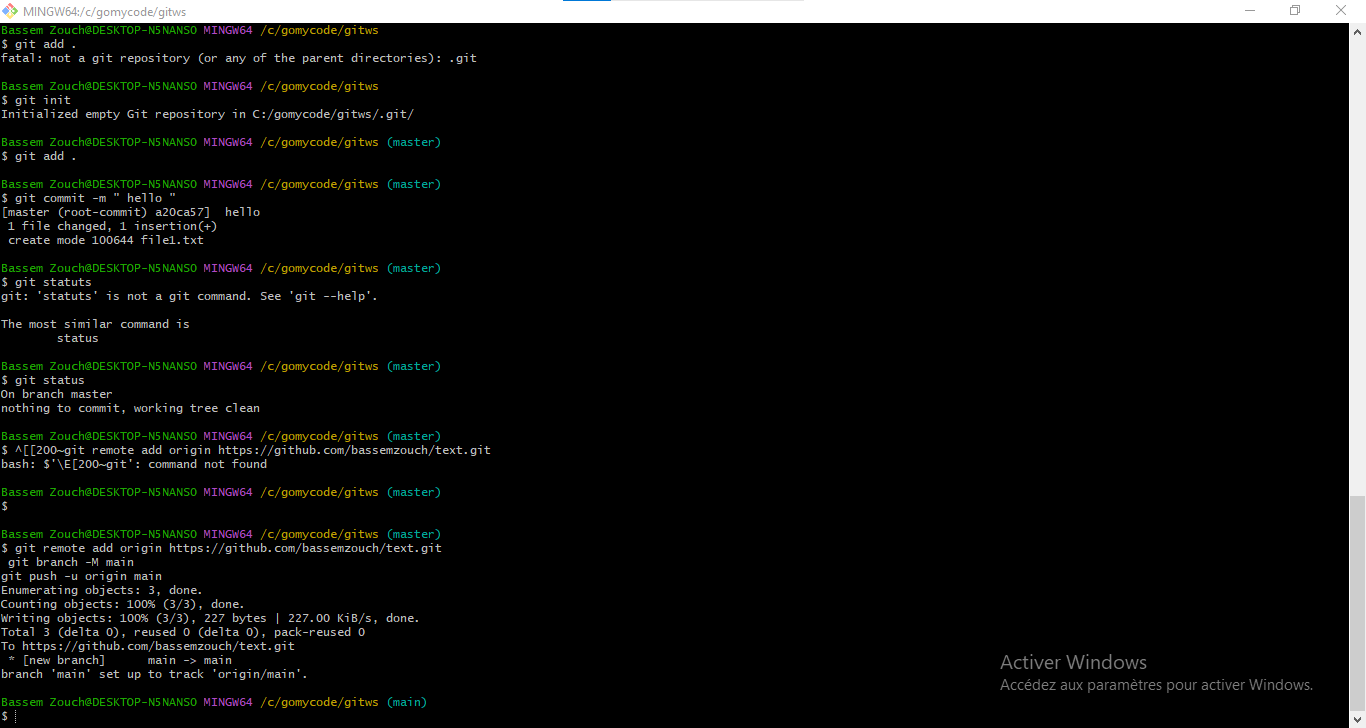 MINGW64:/c/gomycode/gitws
Bassem Zouch@DESKTOP-N5NANSO MINGW64 /c/gomycode/gitws
$ git add .
fatal: not a git repository (or any of the parent directories): .git
Bassem Zouch@DESKTOP-N5NANSO MINGW64 /c/gomycode/gitws
$ git init
Initialized empty Git repository in C:/gomycode/gitws/.git/
Bassem Zouch@DESKTOP-N5NANSO MINGW64 /c/gomycode/gitws (master)
$ git add .
Bassem Zouch@DESKTOP-N5NANSO MINGW64 /c/gomycode/gitws (master)
$ git commit -m " hello "
[master (root-commit) a20ca57]  hello
 1 file changed, 1 insertion(+)
 create mode 100644 file1.txt
Bassem Zouch@DESKTOP-N5NANSO MINGW64 /c/gomycode/gitws (master)
$ git statuts
git: 'statuts' is not a git command. See 'git --help'.
The most similar command is
        status
Bassem Zouch@DESKTOP-N5NANSO MINGW64 /c/gomycode/gitws (master)
$ git status
On branch master
nothing to commit, working tree clean
Bassem Zouch@DESKTOP-N5NANSO MINGW64 /c/gomycode/gitws (master)
$ ^[[200~git remote add origin https://github.com/bassemzouch/text.git
bash: $'\E[200~git': command not found
Bassem Zouch@DESKTOP-N5NANSO MINGW64 /c/gomycode/gitws (master)
$
Bassem Zouch@DESKTOP-N5NANSO MINGW64 /c/gomycode/gitws (master)
$ git remote add origin https://github.com/bassemzouch/text.git
 git branch -M main
git push -u origin main
Enumerating objects: 3, done.
Counting objects: 100% (3/3), done.
Writing objects: 100% (3/3), 227 bytes | 227.00 KiB/s, done.
Total 3 (delta 0), reused 0 (delta 0), pack-reused 0
To https://github.com/bassemzouch/text.git
 * [new branch]      main -> main
branch 'main' set up to track 'origin/main'.
Bassem Zouch@DESKTOP-N5NANSO MINGW64 /c/gomycode/gitws (main)
$
Activer Windows
Accédez aux paramètres pour activer Windows.